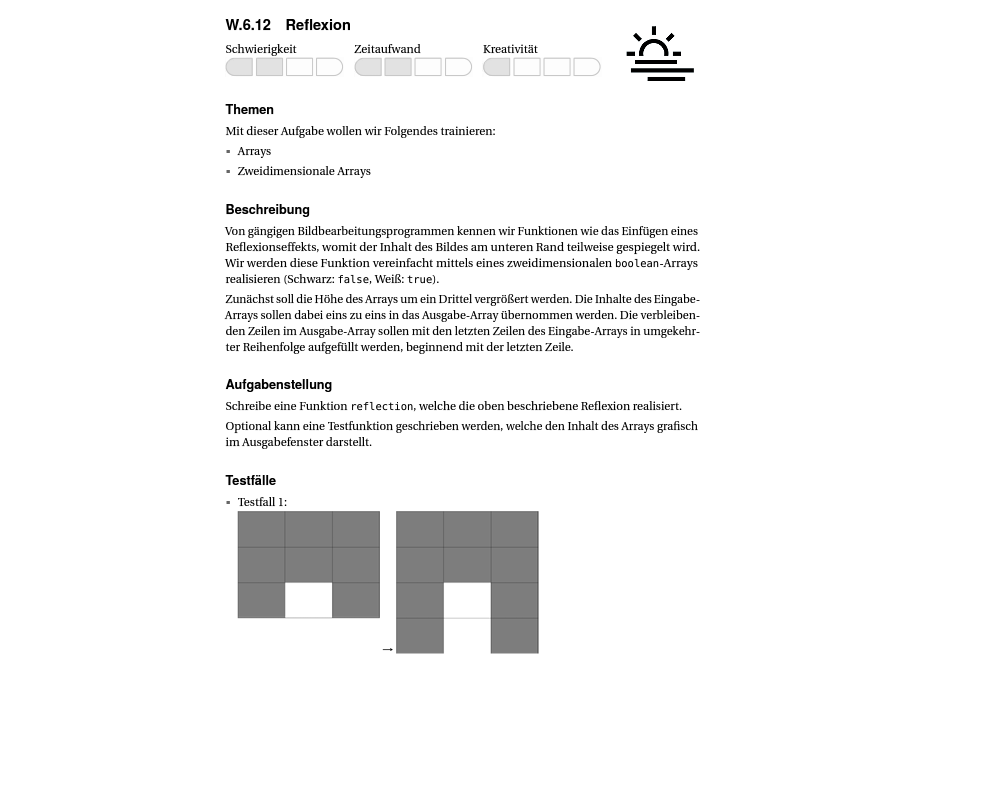 W.6.12 Reflexion
Schwierigkeit Zeitaufwand Kreativität
Themen
Mit dieser Aufgabe wollen wir Folgendes trainieren:
▪ Arrays
▪ Zweidimensionale Arrays
Beschreibung
Von gängigen Bildbearbeitungsprogrammen kennen wir Funktionen wie das Einfügen eines
Reflexionseffekts, womit der Inhalt des Bildes am unteren Rand teilweise gespiegelt wird.
Wir werden diese Funktion vereinfacht mittels eines zweidimensionalen boolean-Arrays
realisieren (Schwarz: false, Weiß: true).
Zunächst soll die Höhe des Arrays um ein Drittel vergrößert werden. Die Inhalte des Eingabe-
Arrays sollen dabei eins zu eins in das Ausgabe-Array übernommen werden. Die verbleiben-
den Zeilen im Ausgabe-Array sollen mit den letzten Zeilen des Eingabe-Arrays in umgekehr-
ter Reihenfolge aufgefüllt werden, beginnend mit der letzten Zeile.
Aufgabenstellung
Schreibe eine Funktion reflection, welche die oben beschriebene Reflexion realisiert.
Optional kann eine Testfunktion geschrieben werden, welche den Inhalt des Arrays grafisch
im Ausgabefenster darstellt.
Testfälle
▪ Testfall 1:
→